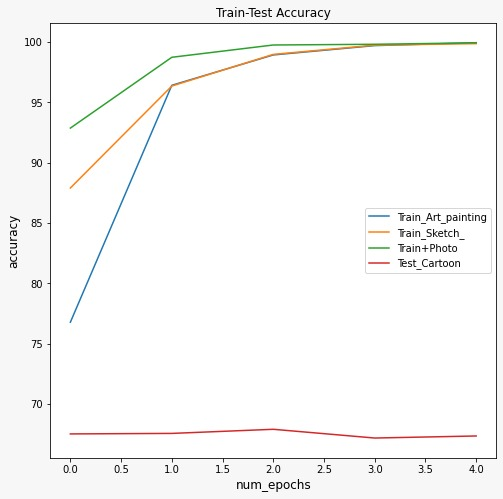 Train-Test Accuracy
100
95
90
85
80
75
70
accuracy
Train_Art_painting
Train_Sketch_
Train+Photo
Test_Cartoon
0.0 0.5 1.0 1.5 2.0 2.5 3.0 3.5 4.0
num_epochs